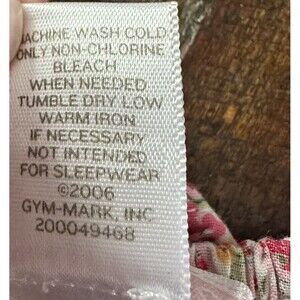 MACHINE WASH COLD
ONLY NON-CHLORINE
BLEACH
WHEN NEEDED
TUMBLE DRY LOW
WARM IRON
IF NECESSARY
NOT INTENDED
FOR SLEEPWEAR
©2006
GYM-MARK, INC
200049468